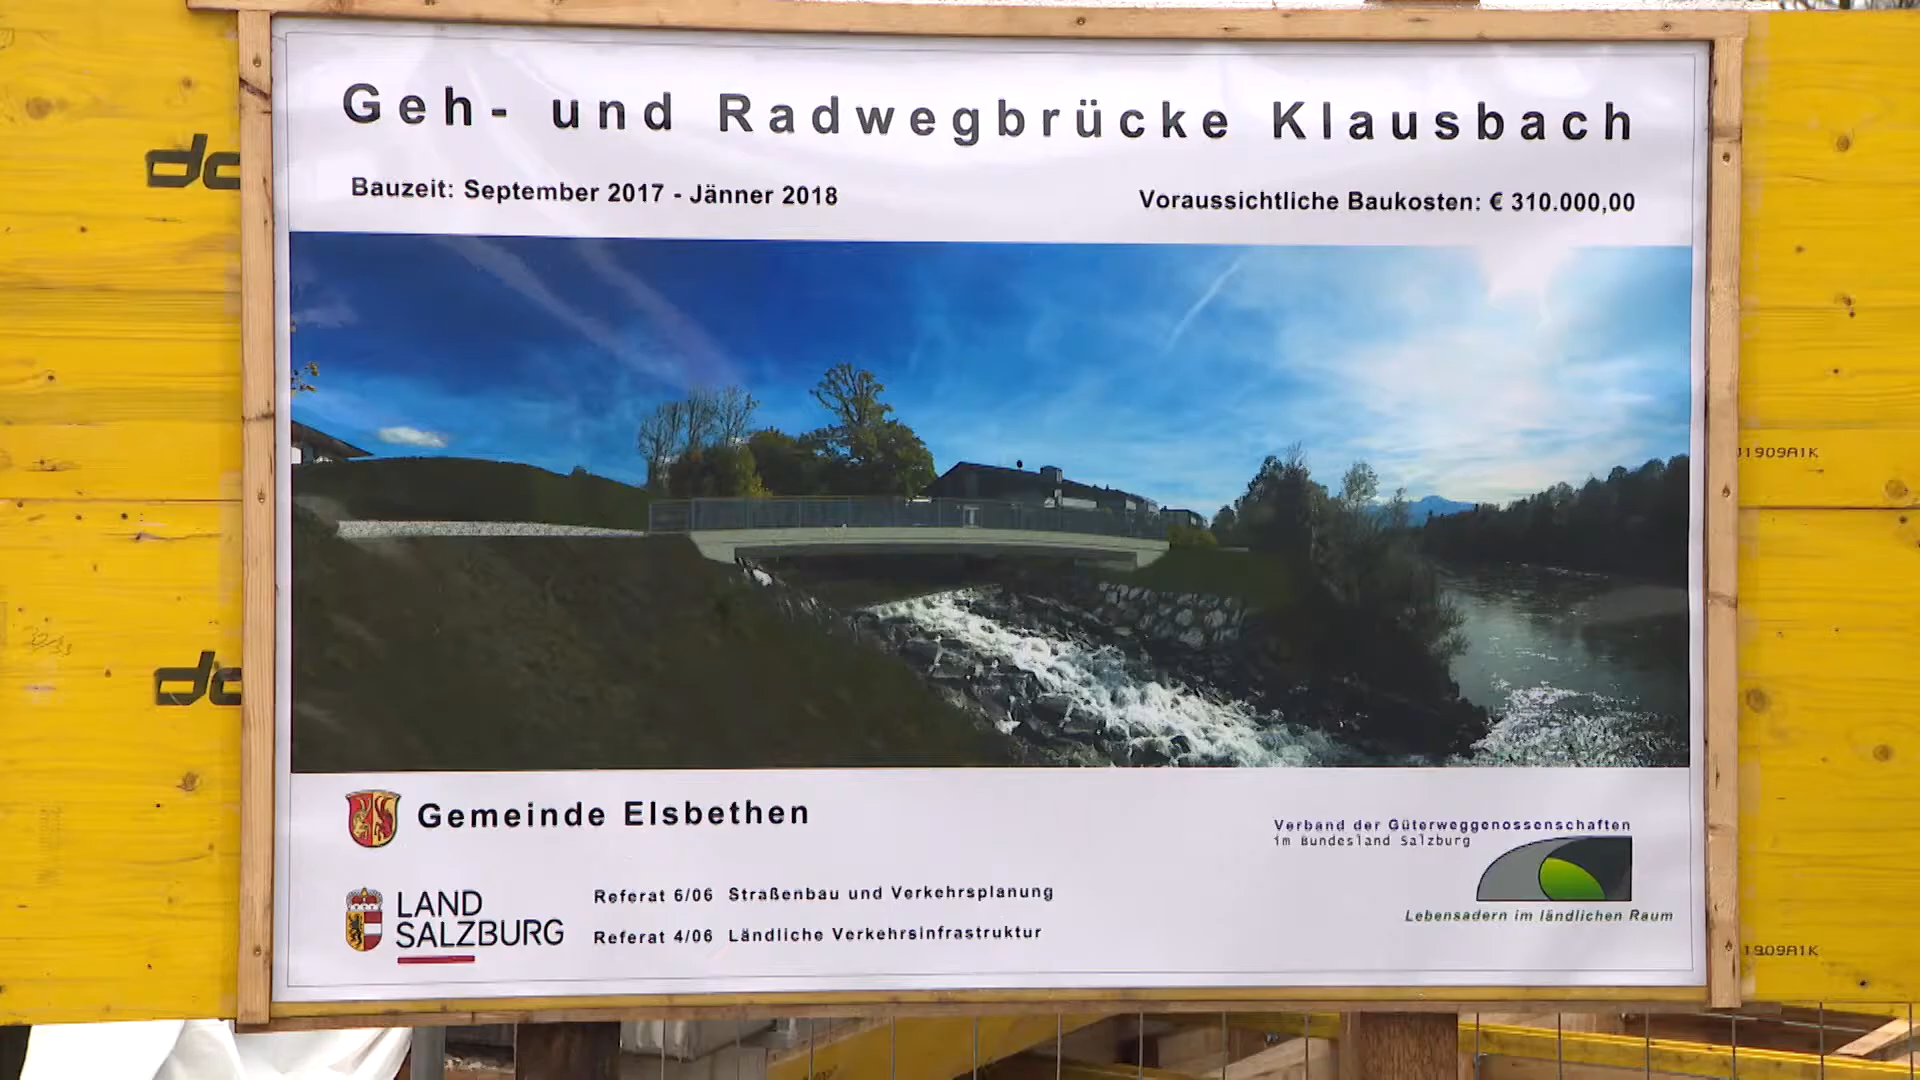 Geh- und Radwegbrücke Klausbach
Bauzeit: September 2017 - Jänner 2018
Voraussichtliche Baukosten: € 310.000,00
1909A1K
Gemeinde Elsbethen
Verband der Güterweggenossenschaften
im Bundesland Salzburg
LAND
SALZBURG
Referat 6/06 Straßenbau und Verkehrsplanung
Referat 4/06 Ländliche Verkehrsinfrastruktur
Lebensadern im ländlichen Raum
1909A1K